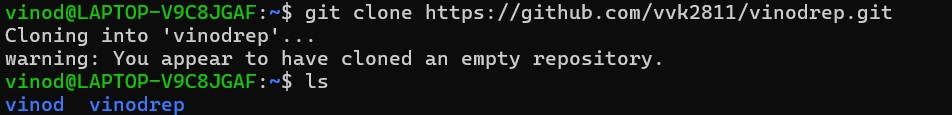 vinod@LAPTOP-V9C8JGAF:~$ git clone https://github.com/vvk2811/vinodrep.git
Cloning into 'vinodrep'...
warning: You appear to have cloned an empty repository.
vinod@LAPTOP-V9C8JGAF:~$ ls
vinod  vinodrep